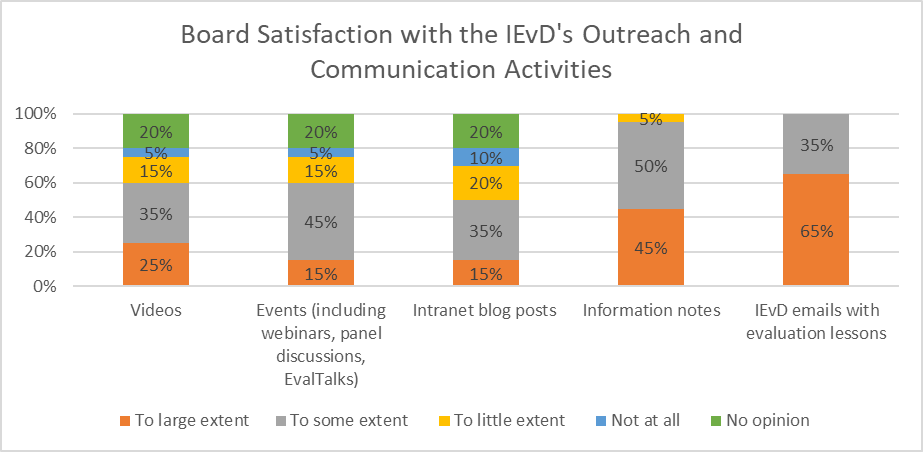 Board Satisfaction with the IEvD's Outreach and
Communication Activities
100%
80%
60%
40%
20%
0%
20%
5%
15%
35%
25%
20%
5%
15%
45%
15%
20%
10%
20%
35%
15%
5%
50%
45%
35%
65%
Videos
Events (including
webinars, panel
discussions,
EvalTalks)
Intranet blog posts
Information notes
IEvD emails with
evaluation lessons
To large extent
To some extent
To little extent
Not at all
No opinion